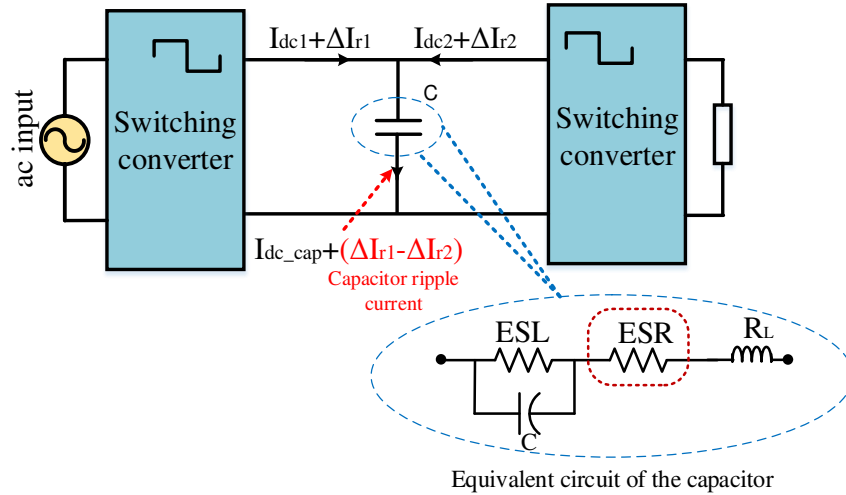 Idc1+ΔIr1
Idc2+ΔIr2
C
ac input
Switching
converter
Switching
converter
Idc_cap+(ΔIr1-ΔIr2)
Capacitor ripple
current
ESL
ESR
RL
C
Equivalent circuit of the capacitor